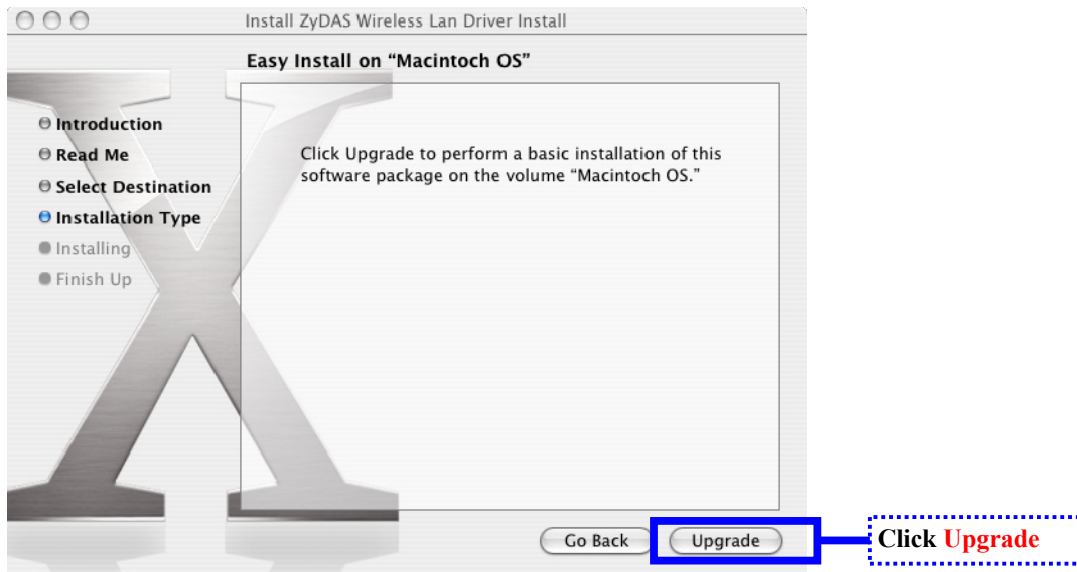 Install ZyDAS Wireless Lan Driver Install
Easy Install on “Macintoch OS”
Introduction
Read Me
Select Destination
Installation Type
Installing
Finish Up
Click Upgrade to perform a basic installation of this
software package on the volume “Macintoch OS.”
Go Back
Upgrade
Click Upgrade